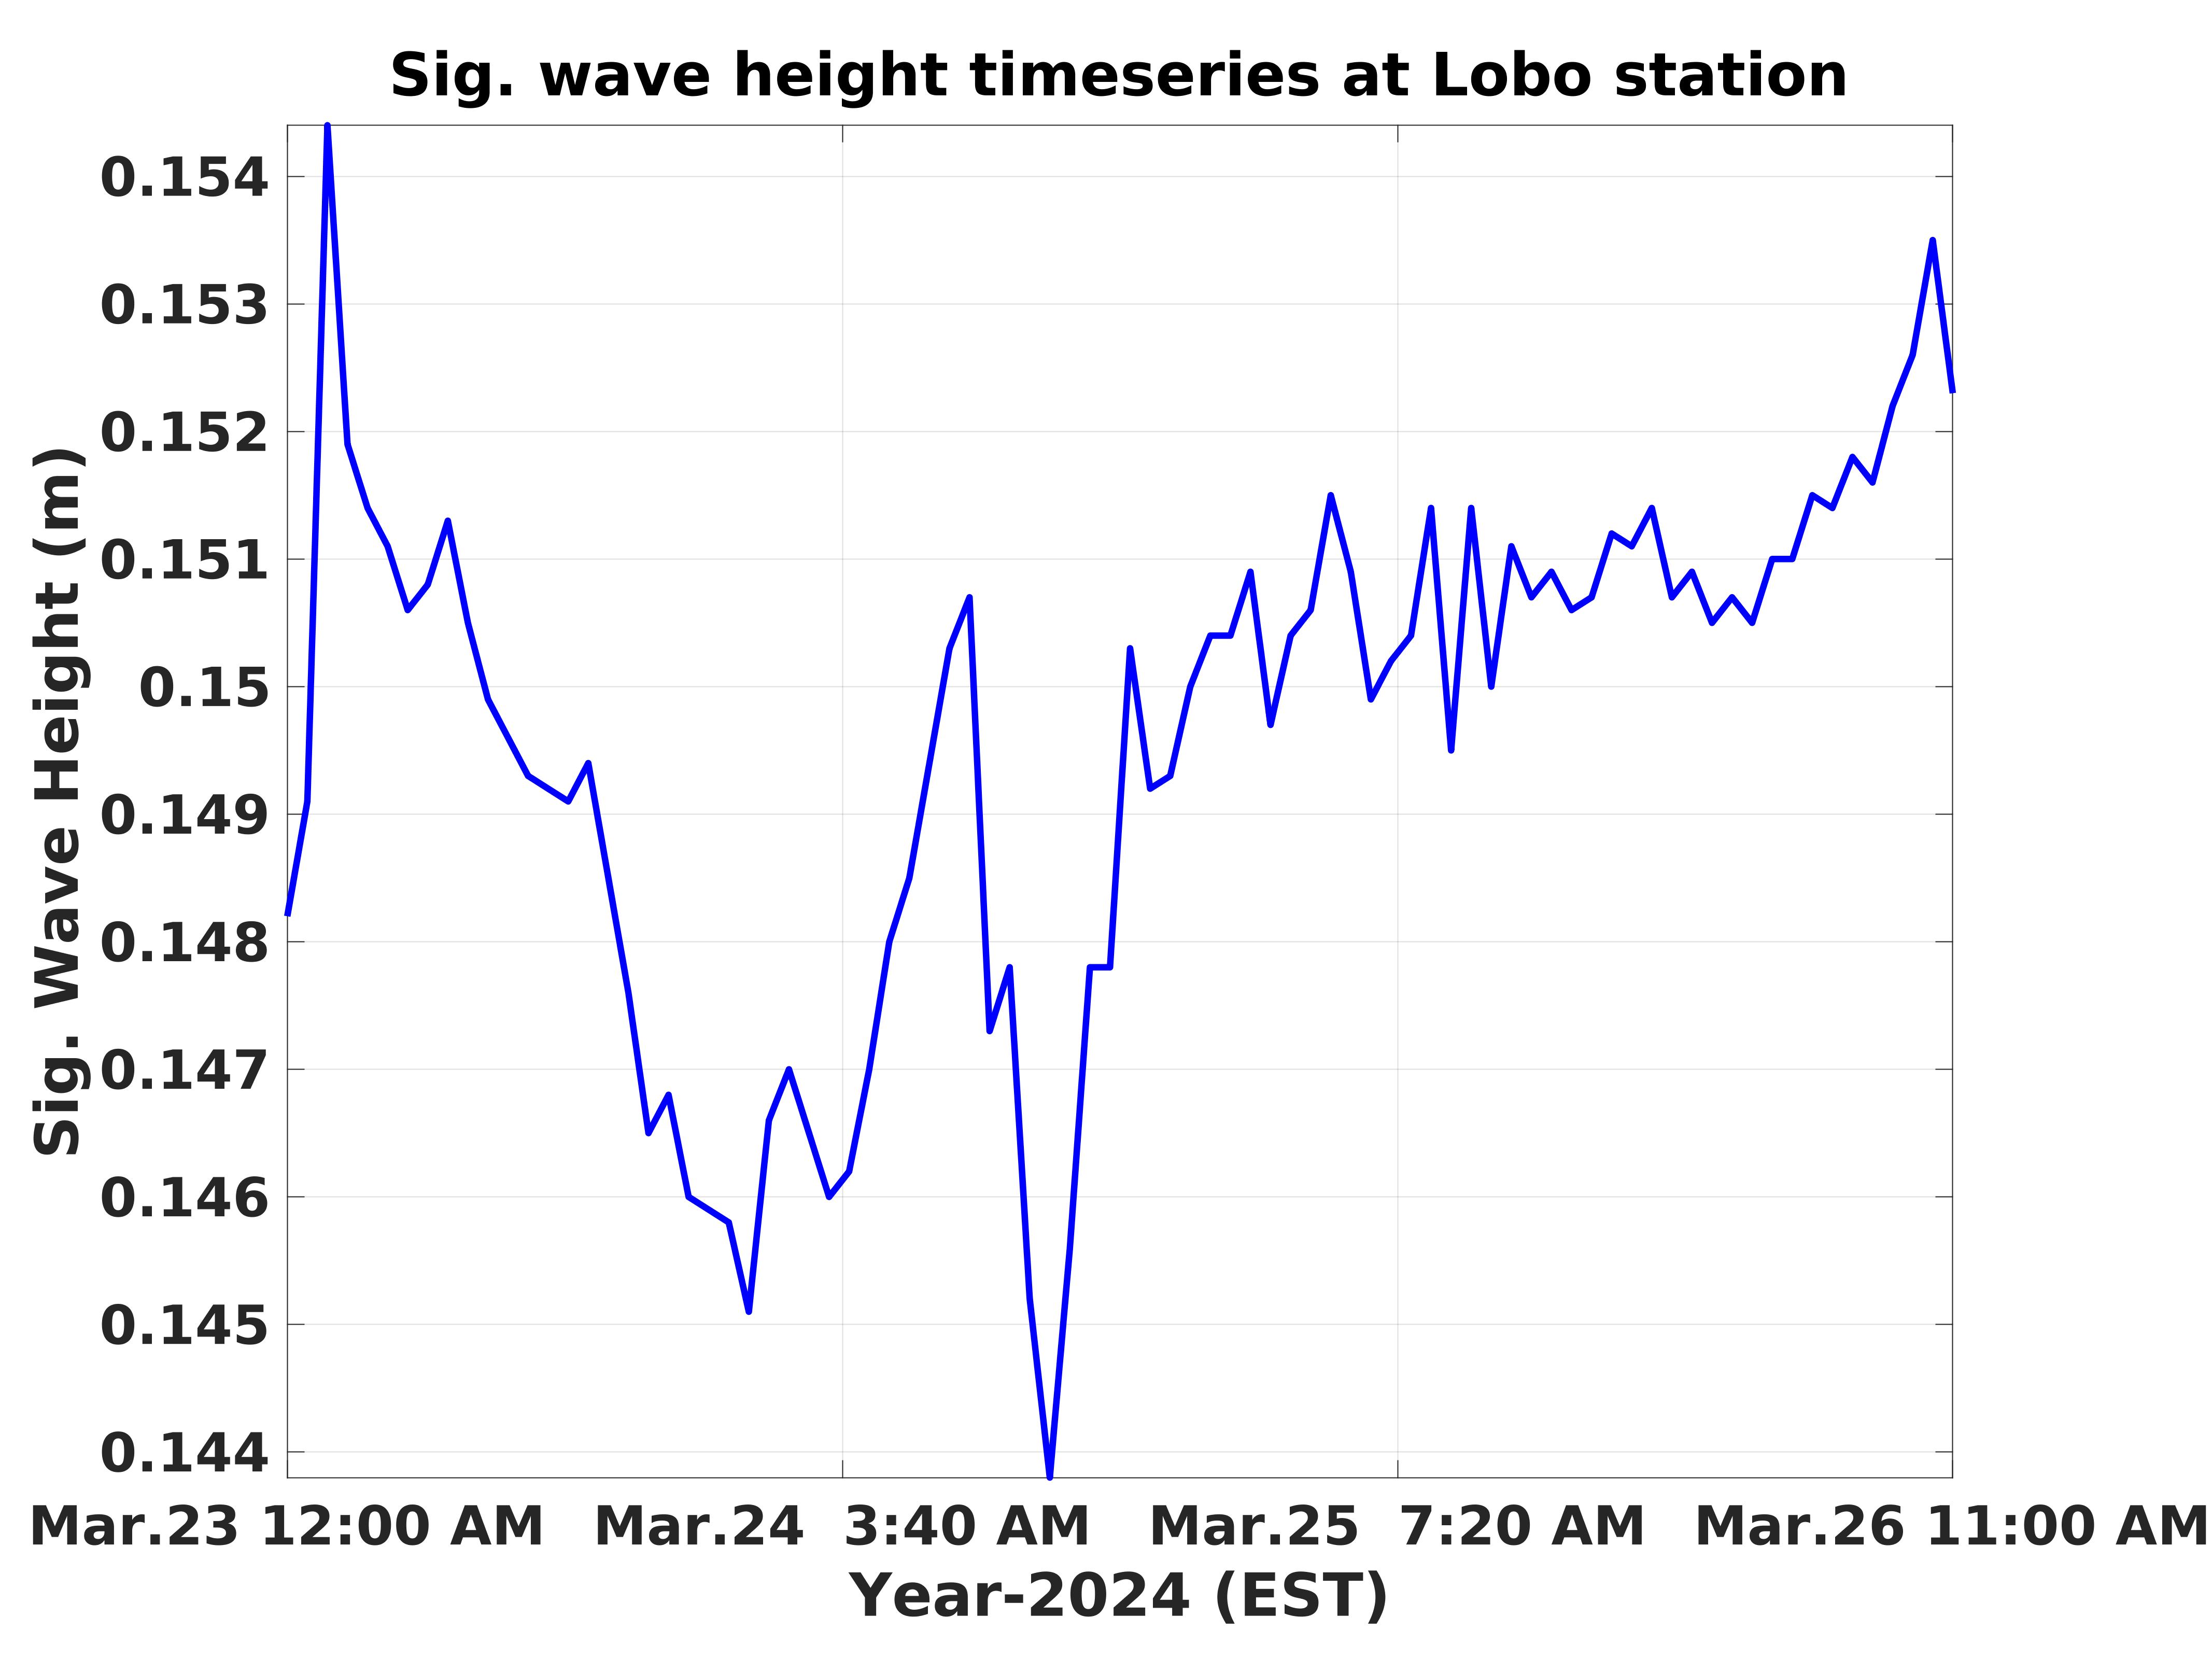 Sig. wave height timeseries at Lobo station
Sig. Wave Height (m)
0.154
0.153
0.152
0.151
0.15
0.149
0.148
0.147
0.146
0.145
0.144
Mar.23 12:00 AM Mar.24 3:40 AM Mar.25 7:20 AM Mar.26 11:00 AM
Year-2024 (EST)